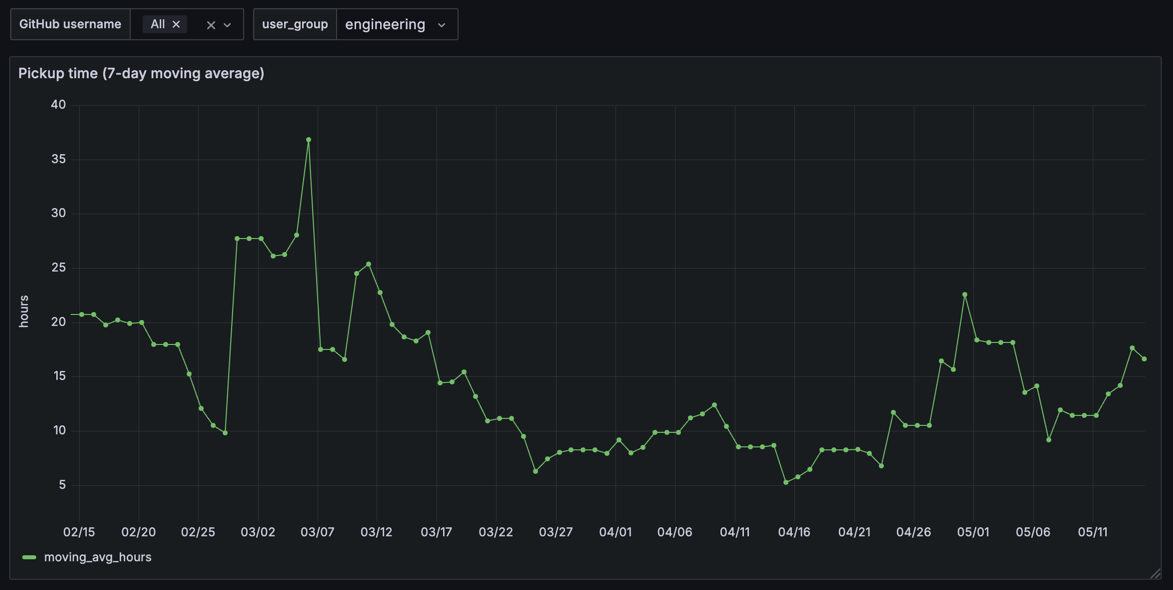 GitHub username All user_group engineering
Pickup time (7-day moving average)
40
35
30
25
20
15
10
5
hours
02/15 02/20 02/25 03/02 03/07 03/12 03/17 03/22 03/27 04/01 04/06 04/11 04/16 04/21 04/26 05/01 05/06 05/11
moving_avg_hours